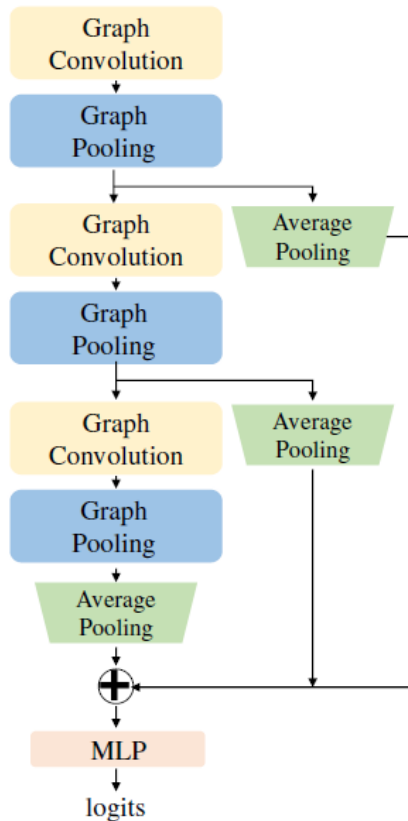 Graph
Convolution
Graph
Pooling
Graph
Convolution
Average
Pooling
Graph
Pooling
Graph
Convolution
Average
Pooling
Graph
Pooling
Average
Pooling
MLP
logits